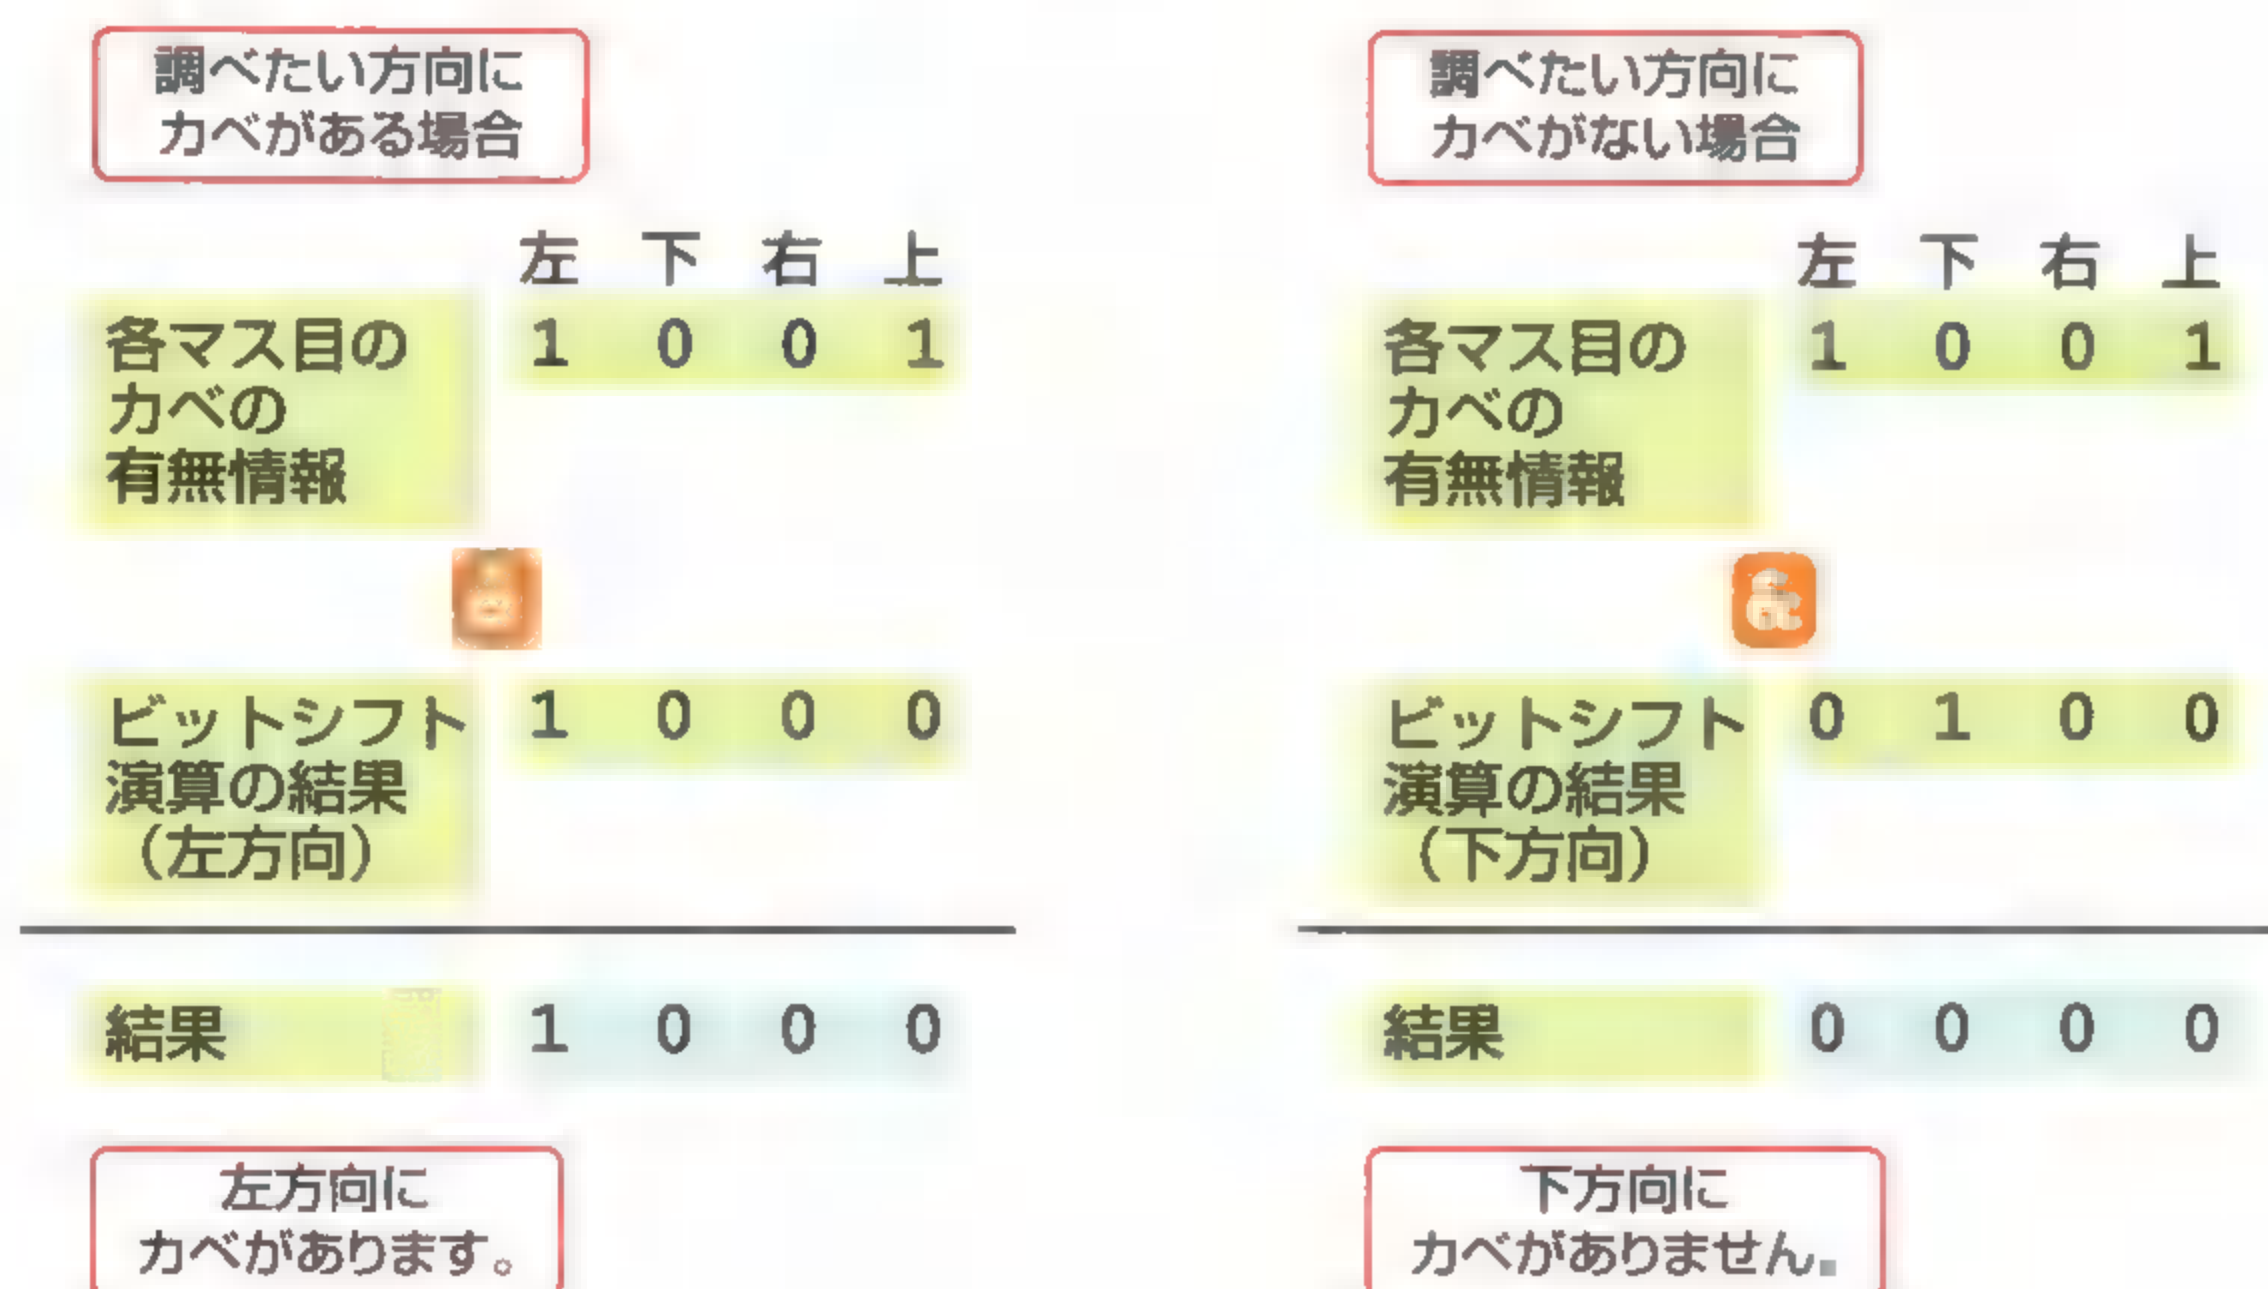 調べたい方向に
カベがある場合
左 下 右 上
各マス目の 1 0 0 1
カベの
有無情報
ビットシフト 1 0 0 0
演算の結果
（左方向）
結果 1 0 0 0
左方向に
カベがあります。
調べたい方向に
カベがない場合
左 下 右 上
各マス目の 1 0 0 1
カベの
有無情報
&
ビットシフト 0 1 0 0
演算の結果
（下方向）
結果 0 0 0 0
下方向に
カベがありません。